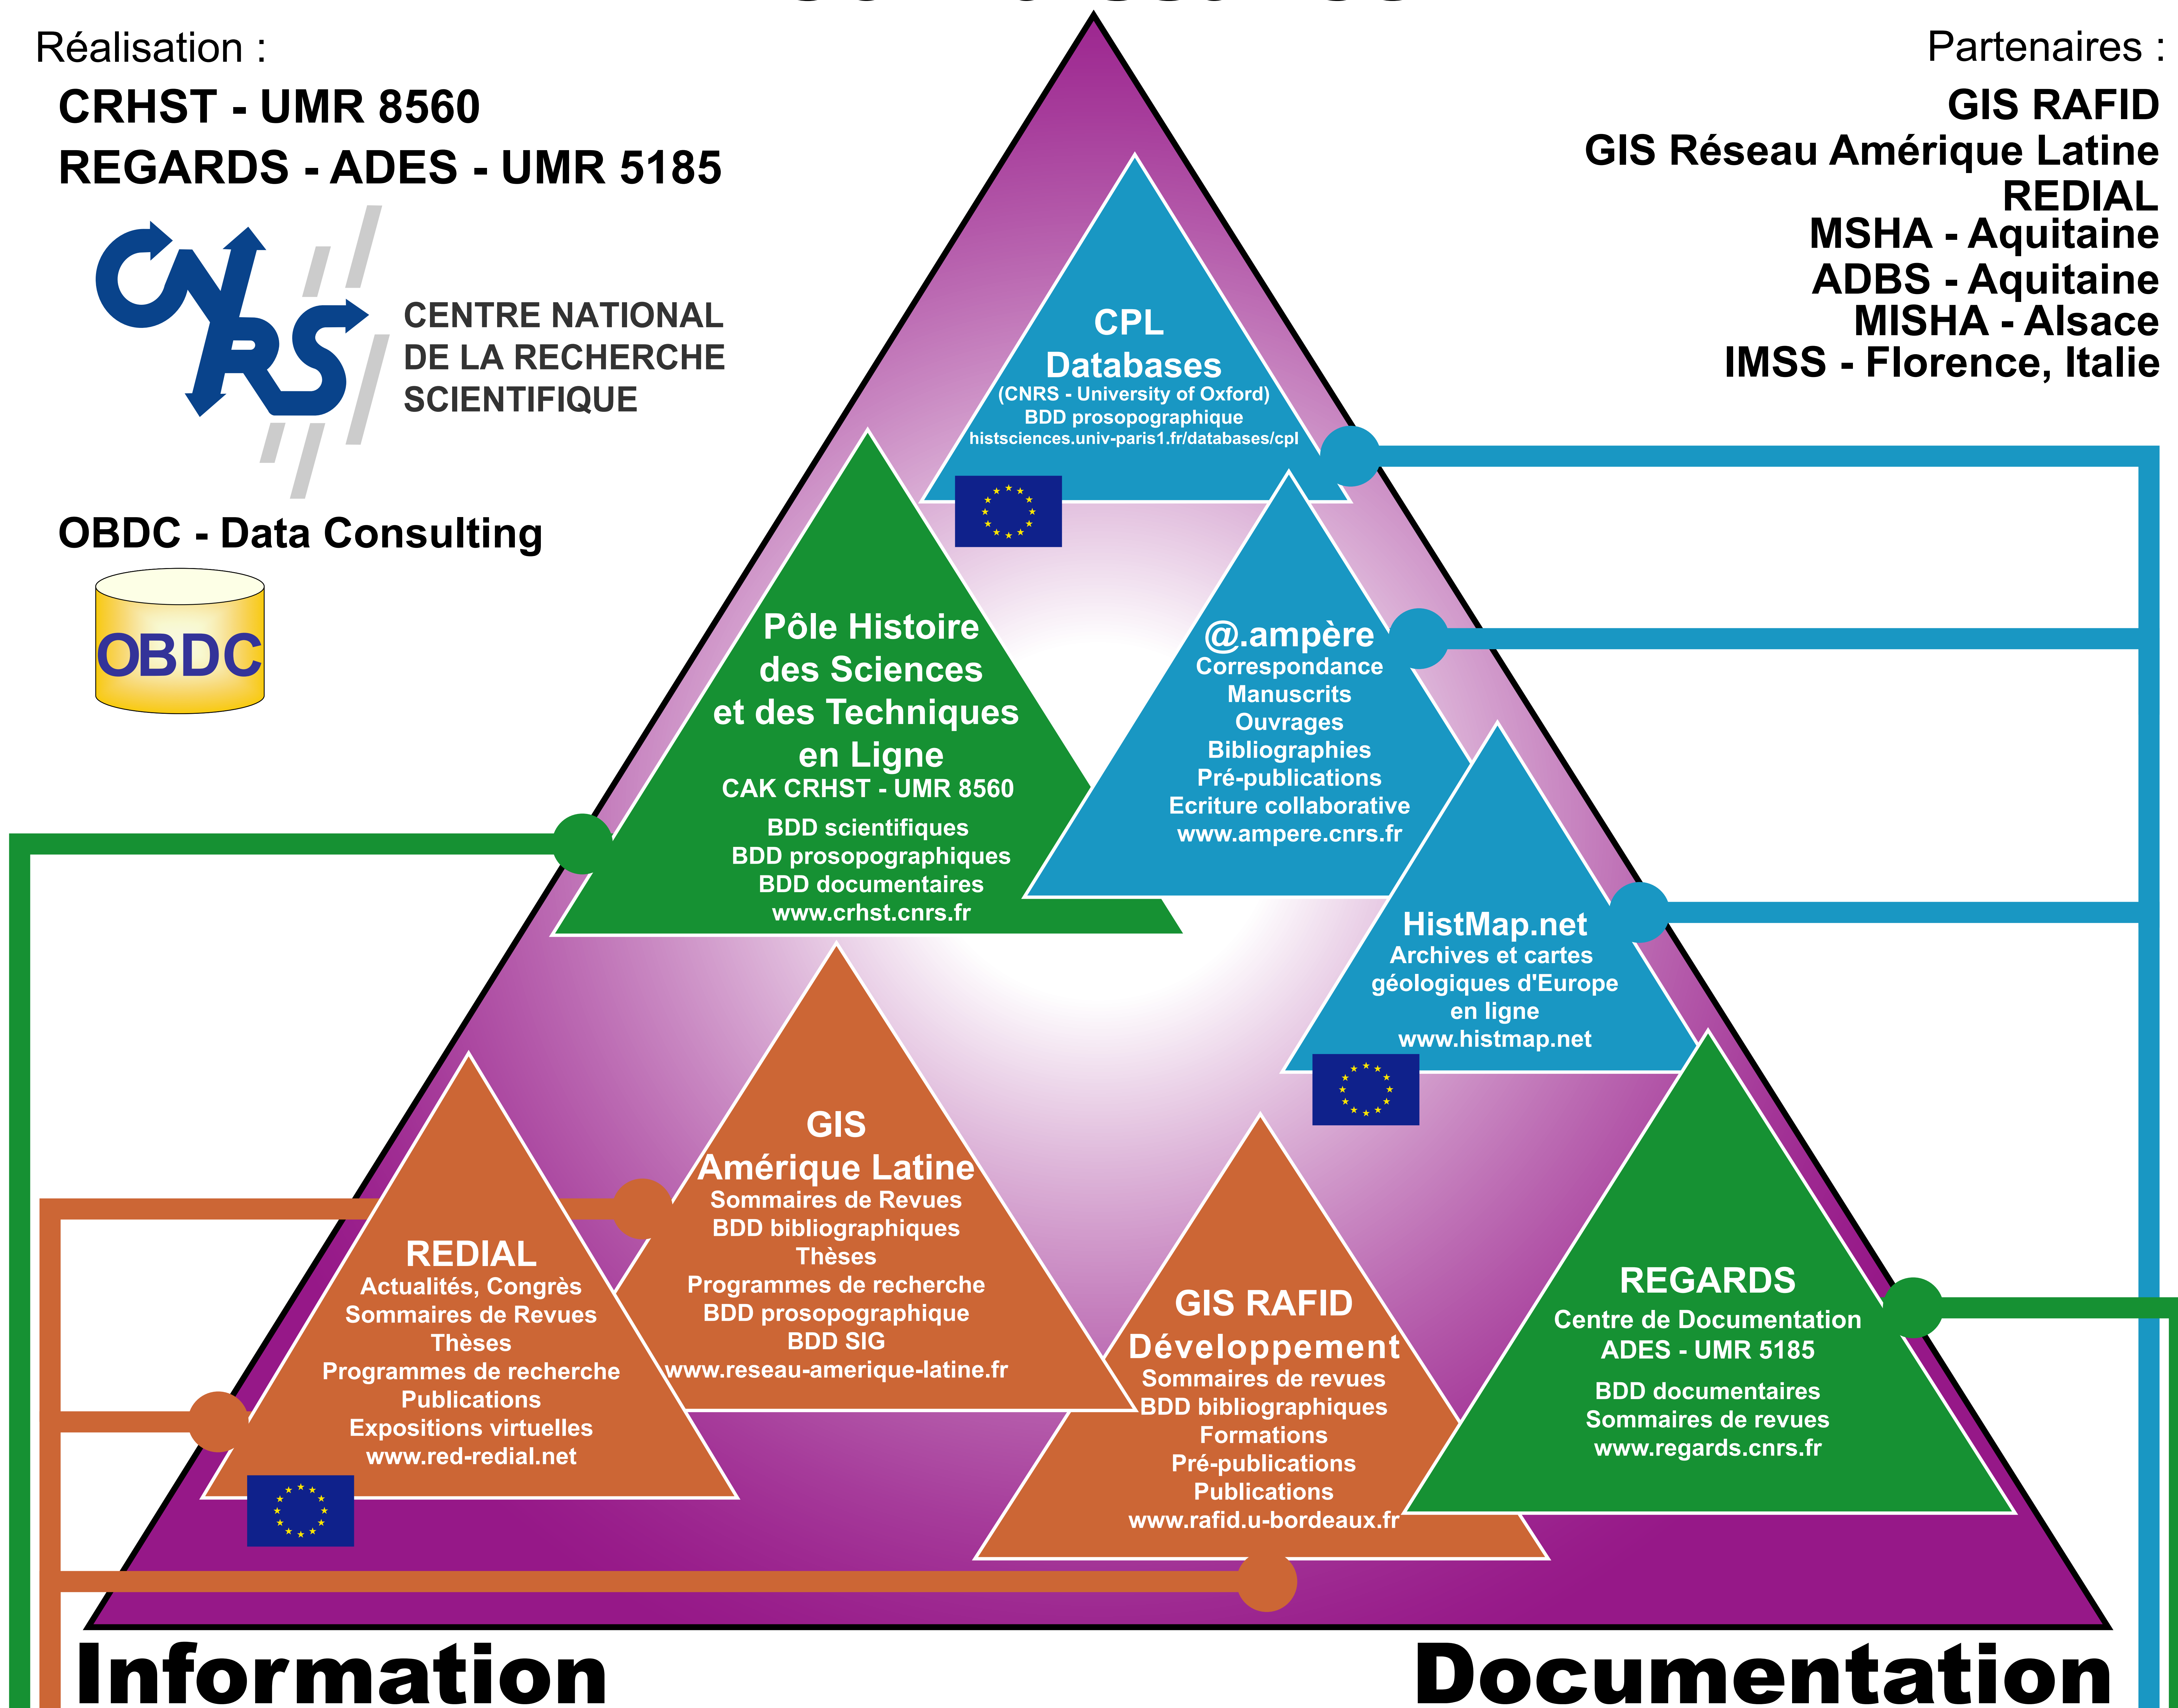 Réalisation :
CRHST - UMR 8560
REGARDS - ADES - UMR 5185
CNRS
CENTRE NATIONAL
DE LA RECHERCHE
SCIENTIFIQUE
OBDC - Data Consulting
OBDC
Partenaires :
GIS RAFID
GIS Réseau Amérique Latine
REDIAL
MSHA - Aquitaine
ADBS - Aquitaine
MISHA - Alsace
IMSS - Florence, Italie
CPL
Databases
(CNRS - University of Oxford)
BDD prosopographique
histsciences.univ-paris1.fr/databases/cpl
Pôle Histoire
des Sciences
et des Techniques
en Ligne
CAK CRHST - UMR 8560
BDD scientifiques
BDD prosopographiques
BDD documentaires
www.crhst.cnrs.fr
@.ampère
Correspondance
Manuscrits
Ouvrages
Bibliographies
Pré-publications
Ecriture collaborative
www.ampere.cnrs.fr
HistMap.net
Archives et cartes
géologiques d'Europe
en ligne
www.histmap.net
GIS
Amérique Latine
Sommaires de Revues
BDD bibliographiques
Thèses
Programmes de recherche
BDD prosopographique
BDD SIG
www.reseau-amerique-latine.fr
REDIAL
Actualités, Congrès
Sommaires de Revues
Thèses
Programmes de recherche
Publications
Expositions virtuelles
www.red-redial.net
GIS RAFID
Développement
Sommaires de revues
BDD bibliographiques
Formations
Pré-publications
Publications
www.rafid.u-bordeaux.fr
REGARDS
Centre de Documentation
ADES - UMR 5185
BDD documentaires
Sommaires de revues
www.regards.cnrs.fr
Information
Documentation